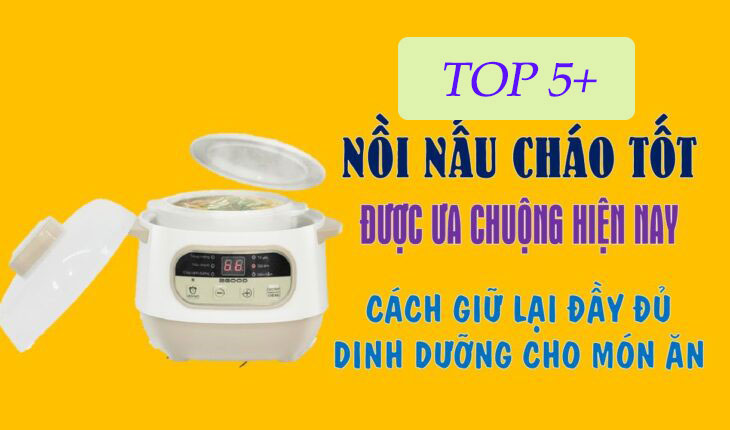 TOP 5+
NỒI NẤU CHÁO TỐT
ĐƯỢC ƯA CHUỘNG HIỆN NAY
CÁCH GIỮ LẠI ĐẦY ĐỦ
DINH DƯỠNG CHO MÓN ĂN
66